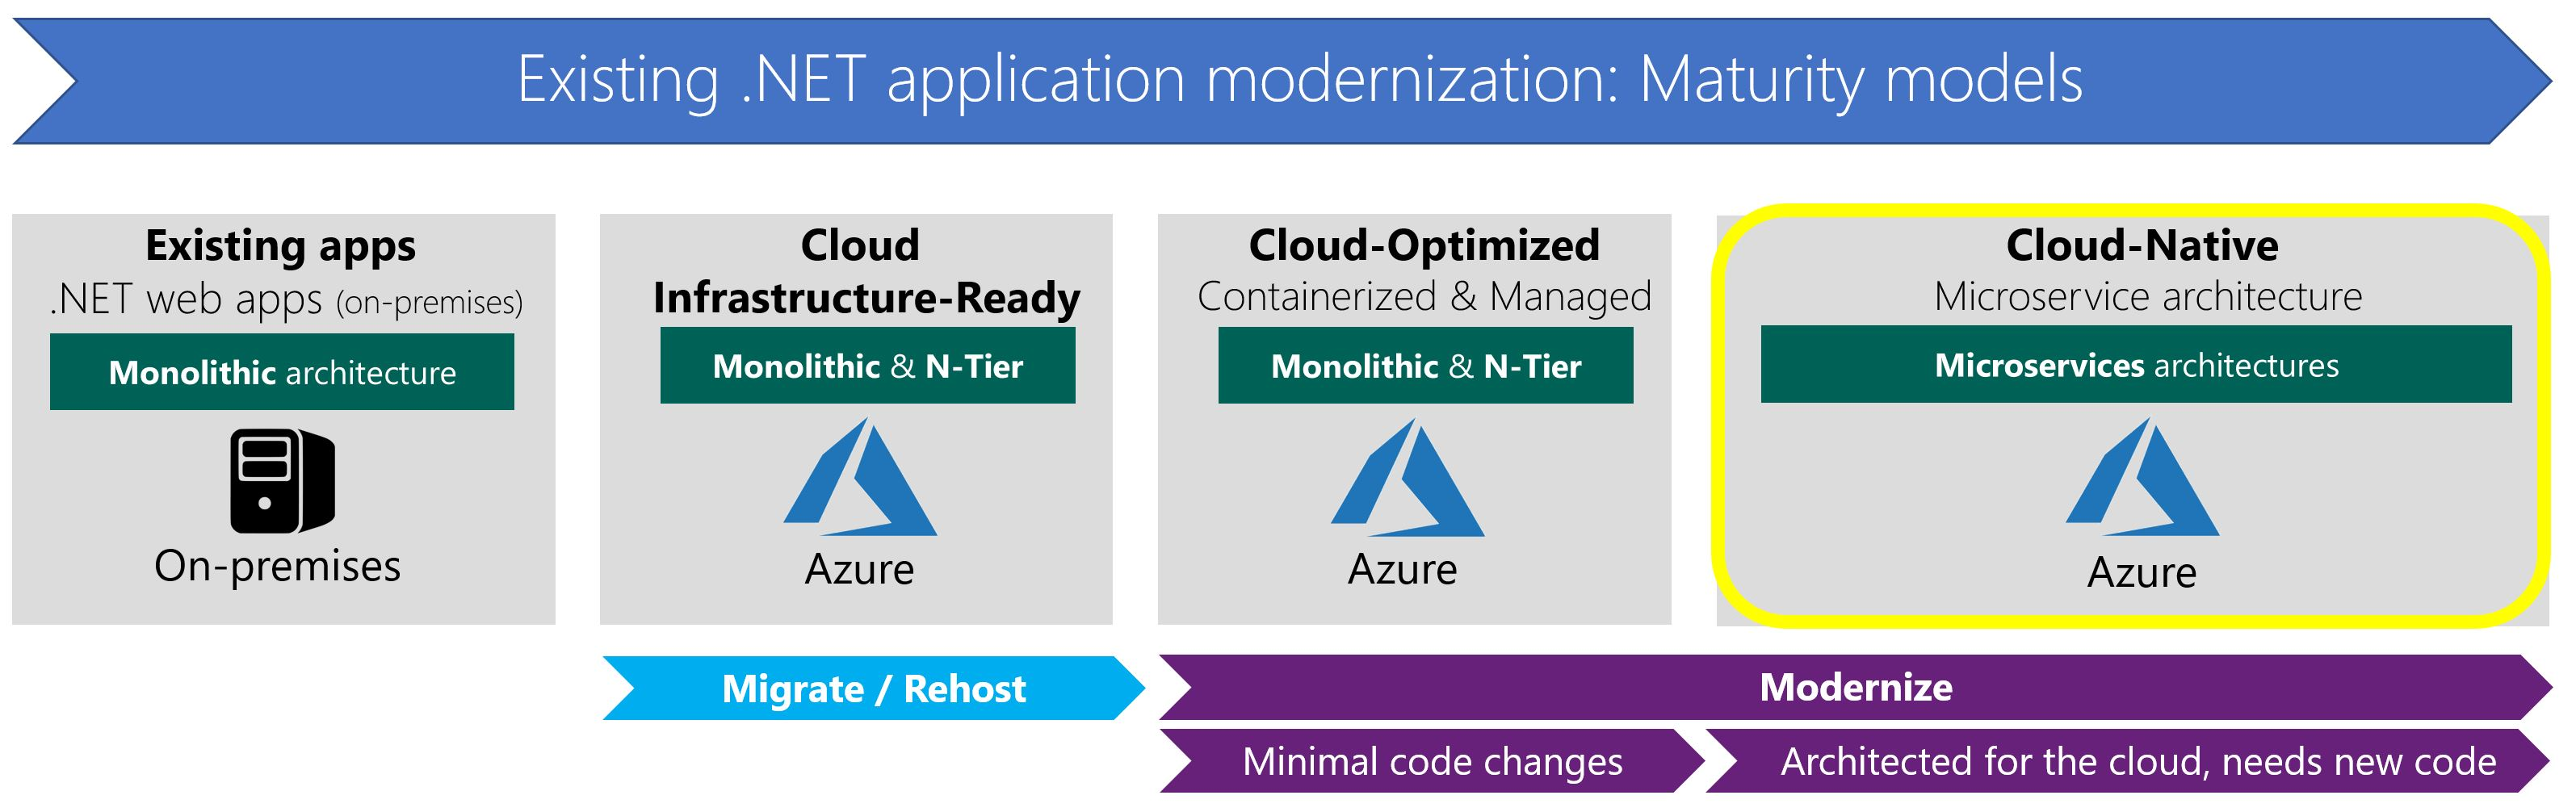 Existing .NET application modernization: Maturity models
Existing apps
.NET web apps (on-premises)
Monolithic architecture
On-premises
Cloud
Infrastructure-Ready
Monolithic & N-Tier
Azure
Cloud-Optimized
Containerized & Managed
Monolithic & N-Tier
Azure
Cloud-Native
Microservice architecture
Microservices architectures
Azure
Migrate / Rehost
Modernize
Minimal code changes
Architected for the cloud, needs new code